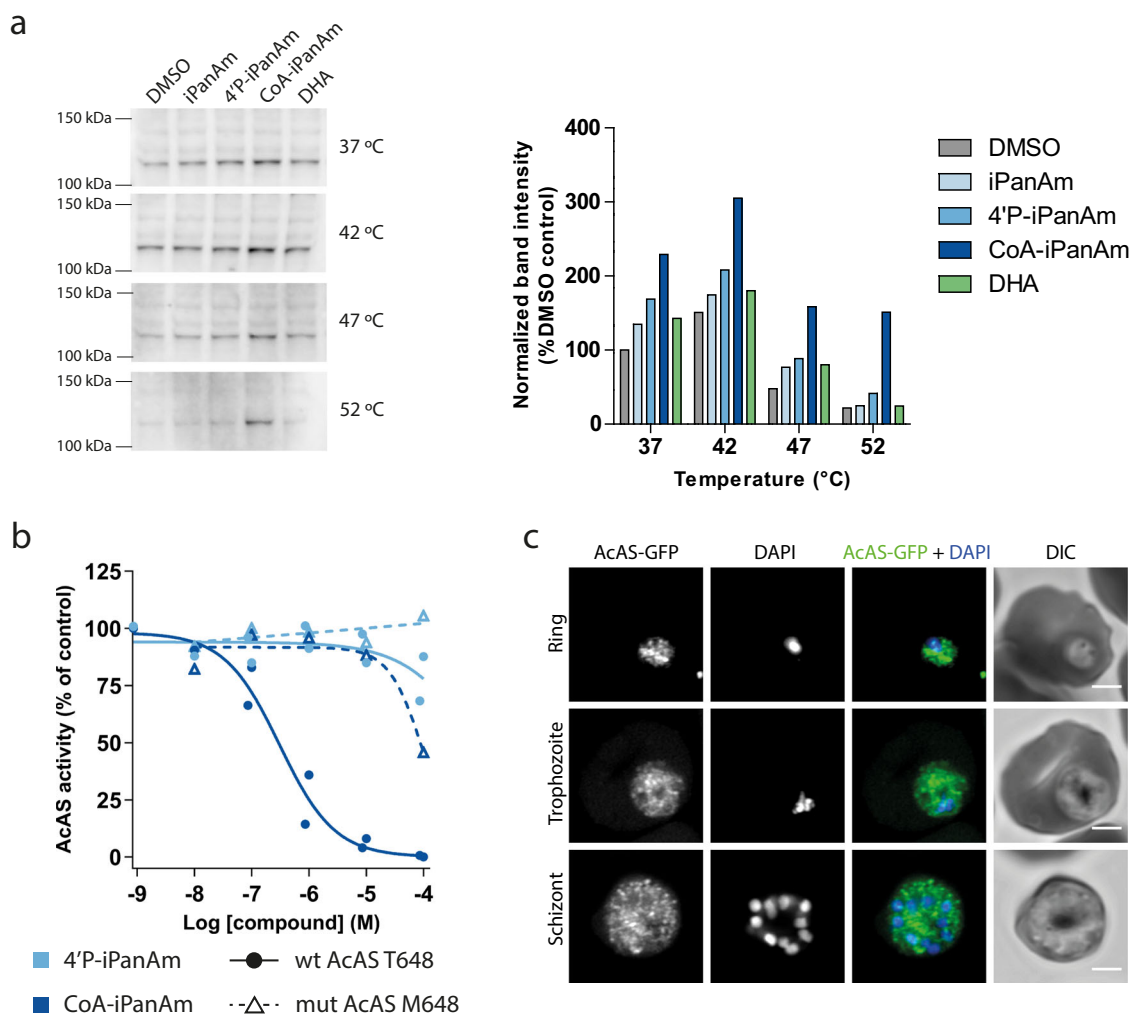 a
DMSO
iPanAm
4'P-iPanAm
CoA-iPanAm
DHA
150 kDa
100 kDa
37 ºC
150 kDa
100 kDa
42 ºC
150 kDa
100 kDa
47 ºC
150 kDa
100 kDa
52 ºC
Normalized band intensity
(%DMSO control)
400
300
200
100
0
37 42 47 52
Temperature (°C)
DMSO
iPanAm
4'P-iPanAm
CoA-iPanAm
DHA
b
AcAS activity (% of control)
125
100
75
50
25
0
-9 -8 -7 -6 -5 -4
Log [compound] (M)
4'P-iPanAm
wt AcAS T648
CoA-iPanAm
mut AcAS M648
c
AcAS-GFP DAPI AcAS-GFP + DAPI DIC
Ring
Trophozoite
Schizont